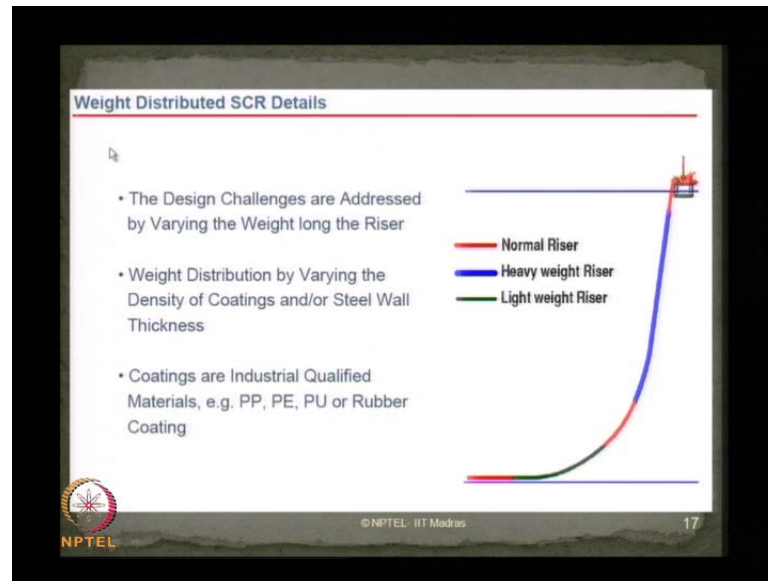 Weight Distributed SCR Details
• The Design Challenges are Addressed
by Varying the Weight long the Riser
• Weight Distribution by Varying the
Density of Coatings and/or Steel Wall
Thickness
• Coatings are Industrial Qualified
Materials, e.g. PP, PE, PU or Rubber
Coating
Normal Riser
Heavy weight Riser
Light weight Riser
NPTEL
© NPTEL- IIT Madras
17